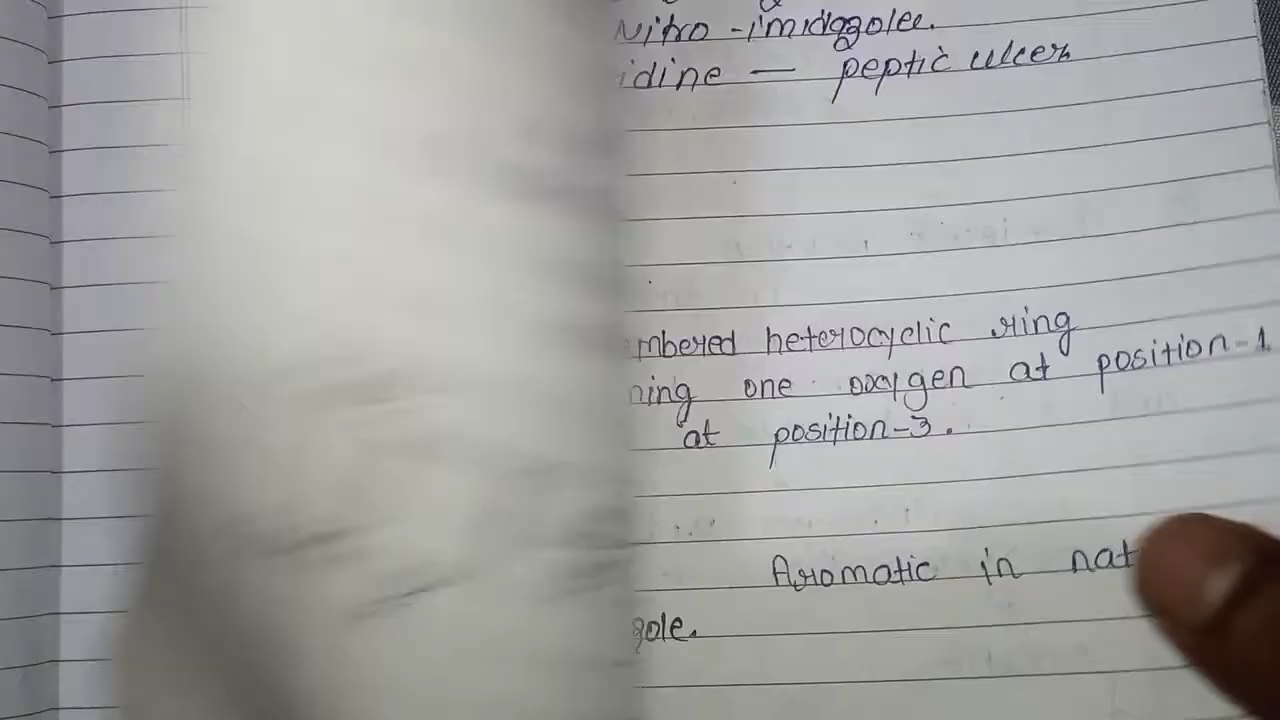 Nitro - imidazolee.
idine — peptic ulcer
mbered heterocyclic ring
ning one oxygen at position-1
at position-3.
Aromatic in nat
zole.